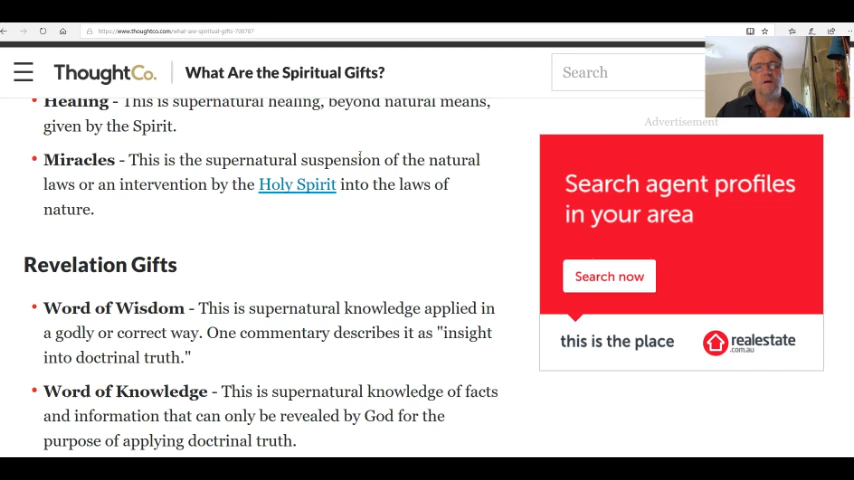 https://www.thoughtco.com/what-are-spiritual-gifts-700787
ThoughtCo.
What Are the Spiritual Gifts?
Search
Healing - This is supernatural healing, beyond natural means,
given by the Spirit.
Miracles - This is the supernatural suspension of the natural
laws or an intervention by the Holy Spirit into the laws of
nature.
Revelation Gifts
Word of Wisdom - This is supernatural knowledge applied in
a godly or correct way. One commentary describes it as "insight
into doctrinal truth."
Word of Knowledge - This is supernatural knowledge of facts
and information that can only be revealed by God for the
purpose of applying doctrinal truth.
Advertisement
Search agent profiles
in your area
Search now
this is the place
realestate
.com.au